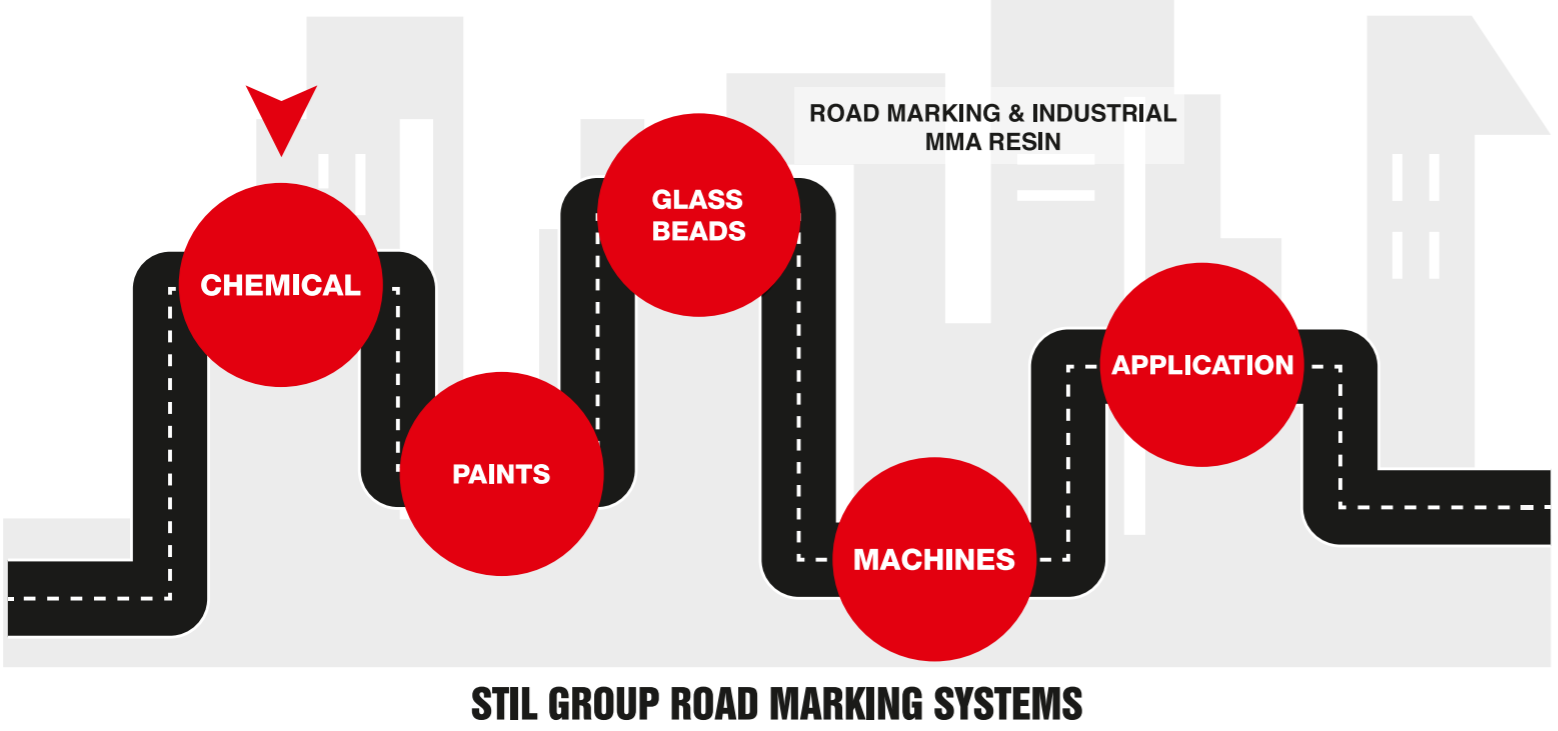 ROAD MARKING & INDUSTRIAL
MMA RESIN
CHEMICAL
PAINTS
GLASS
BEADS
MACHINES
APPLICATION
STIL GROUP ROAD MARKING SYSTEMS